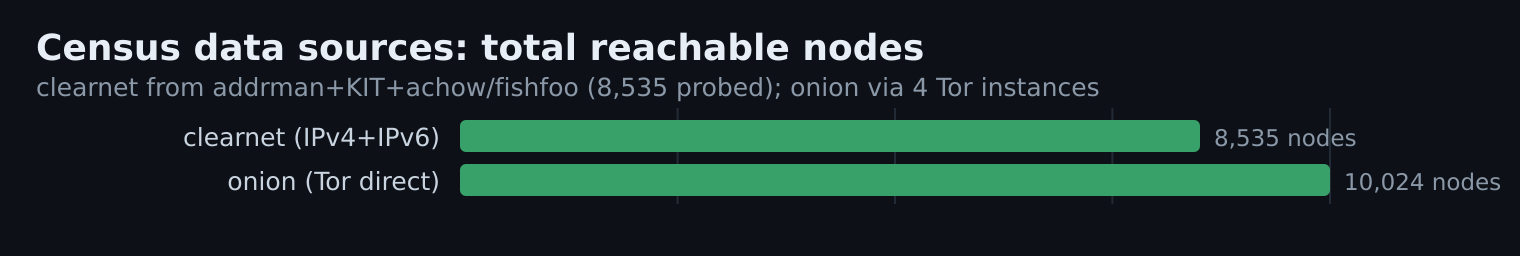 Census data sources: total reachable nodes
clearnet from addrman+KIT+achow/fishfoo (8,535 probed); onion via 4 Tor instances
clearnet (IPv4+IPv6) 8,535 nodes
onion (Tor direct) 10,024 nodes